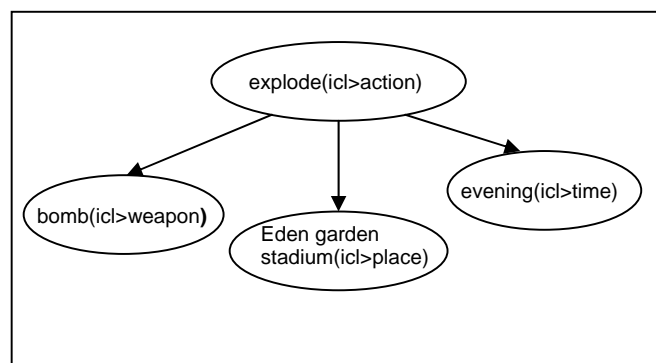 explode(icl>action)
bomb(icl>weapon)
Eden garden
stadium(icl>place)
evening(icl>time)